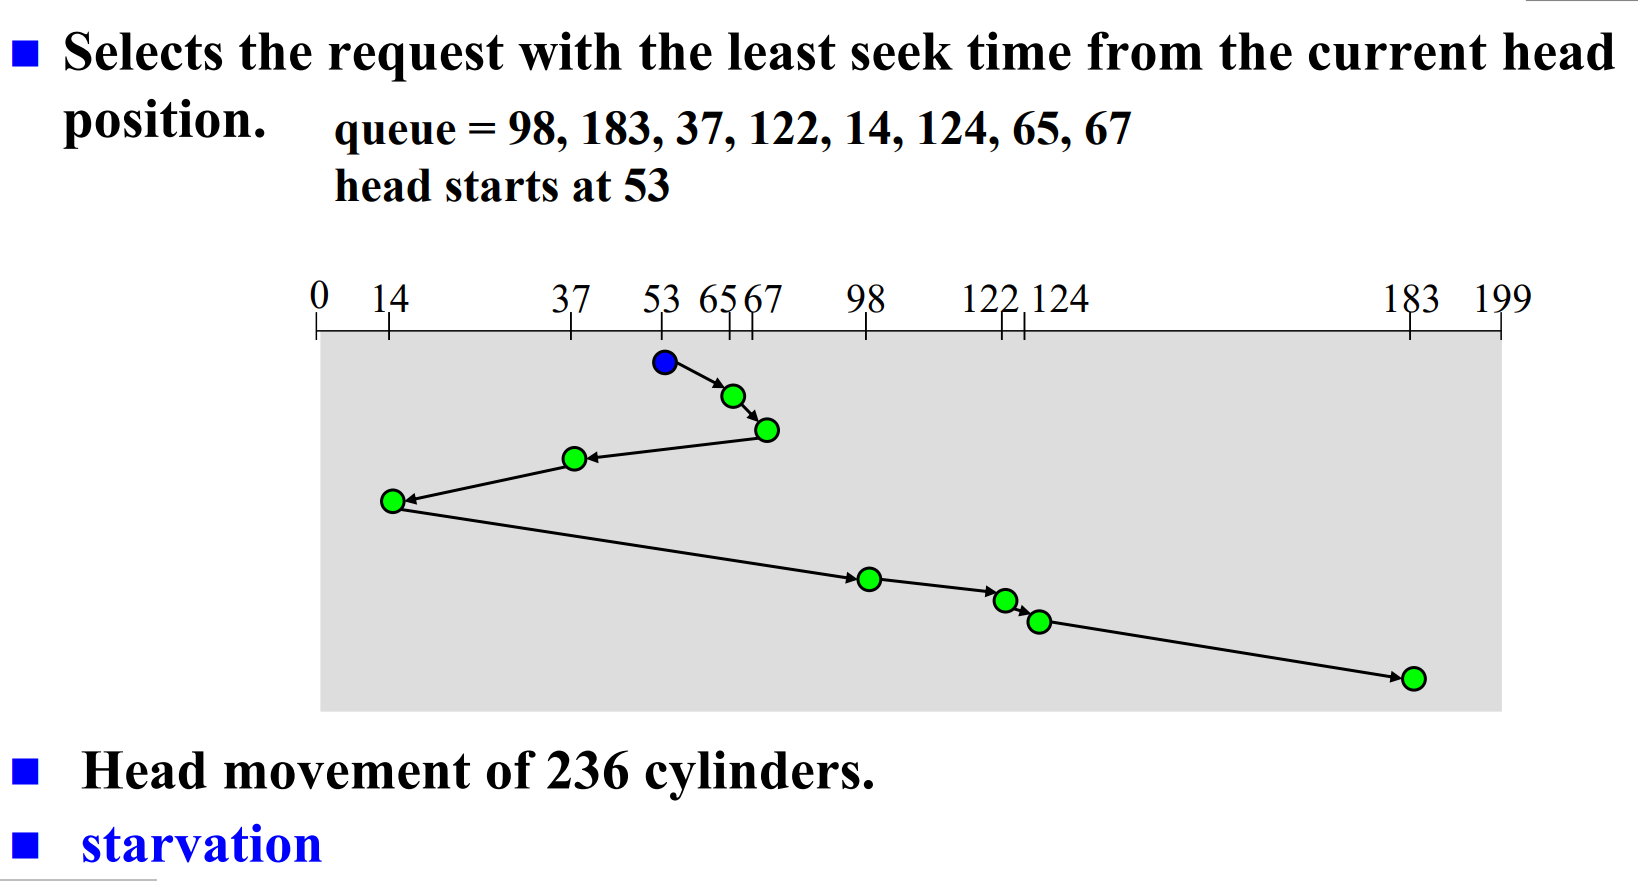 Selects the request with the least seek time from the current head
position.
queue = 98, 183, 37, 122, 14, 124, 65, 67
head starts at 53
0 14 37 53 65 67 98 122 124 183 199
Head movement of 236 cylinders.
starvation